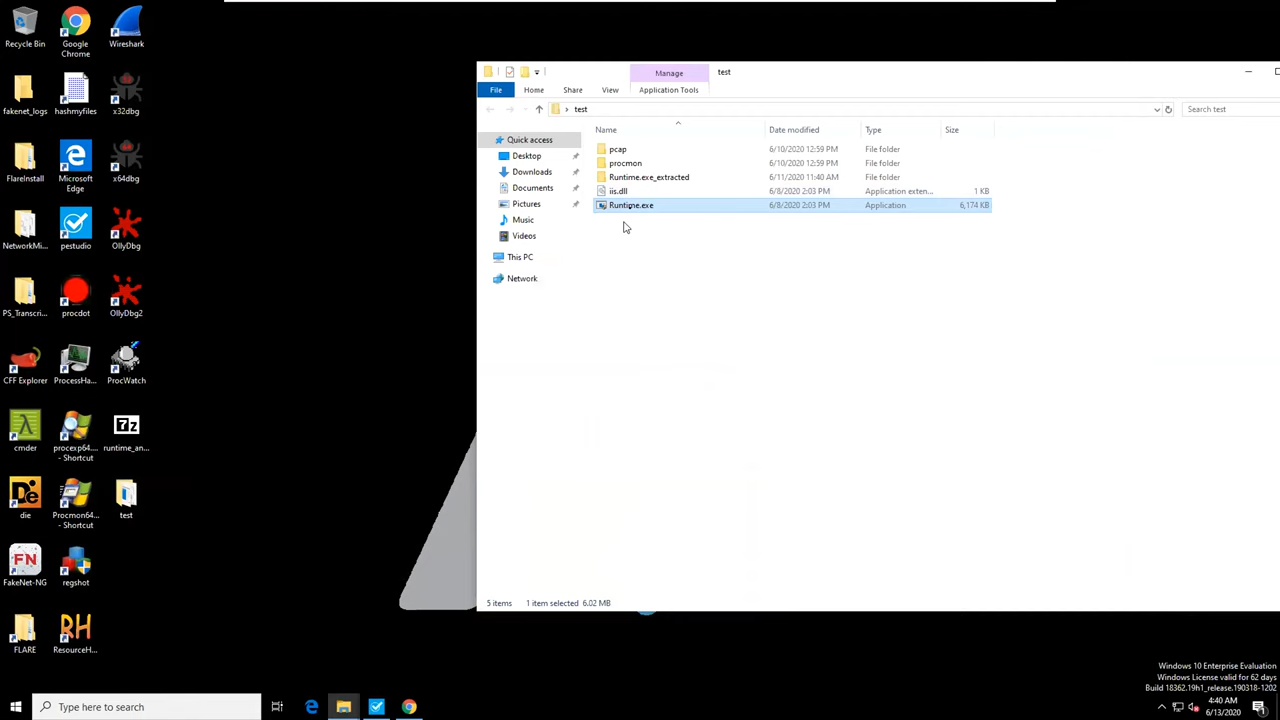 Recycle Bin
Google
Chrome
Wireshark
fakenet_logs
hashmyfiles
x32dbg
FlareInstall
Microsoft
Edge
x64dbg
NetworkMi...
pestudio
OllyDbg
PS_Transcri...
procdot
OllyDbg2
CFF Explorer
ProcessHa...
ProcWatch
cmder
procexp64....
- Shortcut
runtime_an...
die
Procmon64...
- Shortcut
test
FakeNet-NG
regshot
FLARE
ResourceH...
Manage
test
File
Home
Share
View
Application Tools
test
Search test
Name
Date modified
Type
Size
Quick access
Desktop
Downloads
Documents
Pictures
Music
Videos
This PC
Network
pcap 6/10/2020 12:59 PM File folder
procmon 6/10/2020 12:59 PM File folder
Runtime.exe_extracted 6/11/2020 11:40 AM File folder
iis.dll 6/8/2020 2:03 PM Application exten... 1 KB
Runtime.exe 6/8/2020 2:03 PM Application 6,174 KB
5 items 1 item selected 6.02 MB
Windows 10 Enterprise Evaluation
Windows License valid for 62 days
Build 18362.19h1_release.190318-1202
Type here to search
4:40 AM
6/13/2020